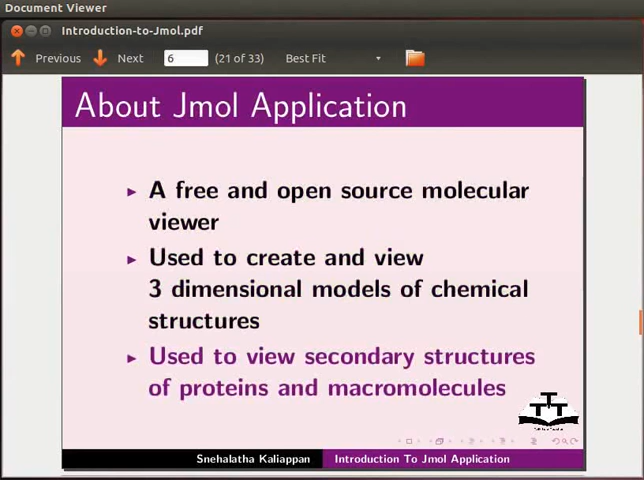 Document Viewer
Introduction-to-Jmol.pdf
Previous Next 6 (21 of 33) Best Fit
About Jmol Application
A free and open source molecular
viewer
Used to create and view
3 dimensional models of chemical
structures
Used to view secondary structures
of proteins and macromolecules
Snehalatha Kaliappan Introduction To Jmol Application